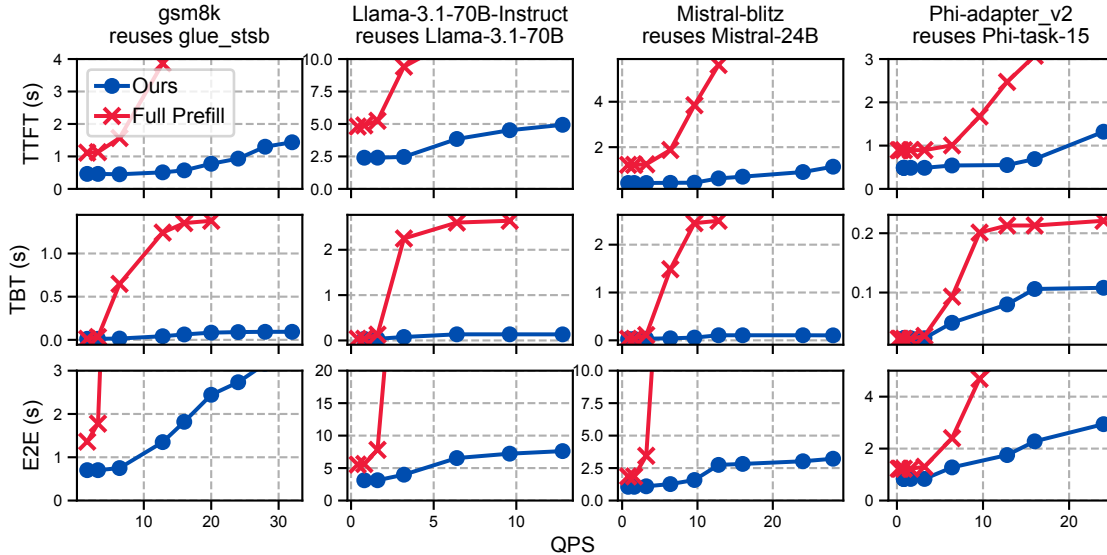 gsm8k
reuses glue_stsb
Llama-3.1-70B-Instruct
reuses Llama-3.1-70B
Mistral-blitz
reuses Mistral-24B
Phi-adapter_v2
reuses Phi-task-15
TTFT (s)
4
3
2
1
0
Ours
Full Prefill
10.0
7.5
5.0
2.5
0.0
4
2
3
2
1
0
TBT (s)
1.0
0.5
0.0
2
1
0
2
1
0
0.2
0.1
E2E (s)
3
2
1
0
10 20 30
20
15
10
5
0
0 5 10
10.0
7.5
5.0
2.5
0.0
0 10 20
4
2
0
0 10 20
QPS